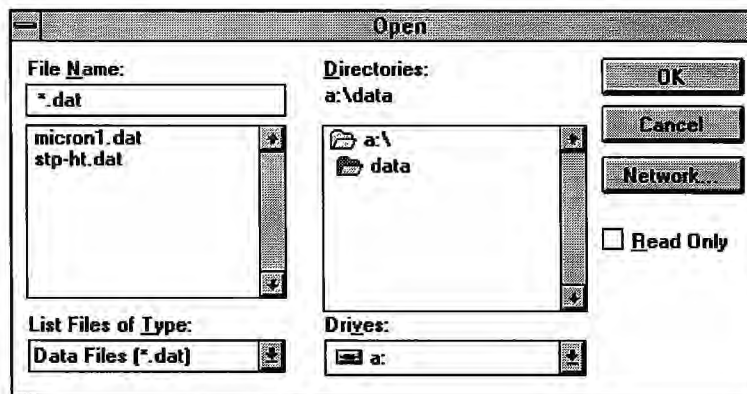 Open
File Name:
*.dat
micron1.dat
stp-ht.dat
List Files of Type:
Data Files (*.dat)
Directories:
a:\data
a:\
data
Drives:
a:
OK
Cancel
Network...
Read Only